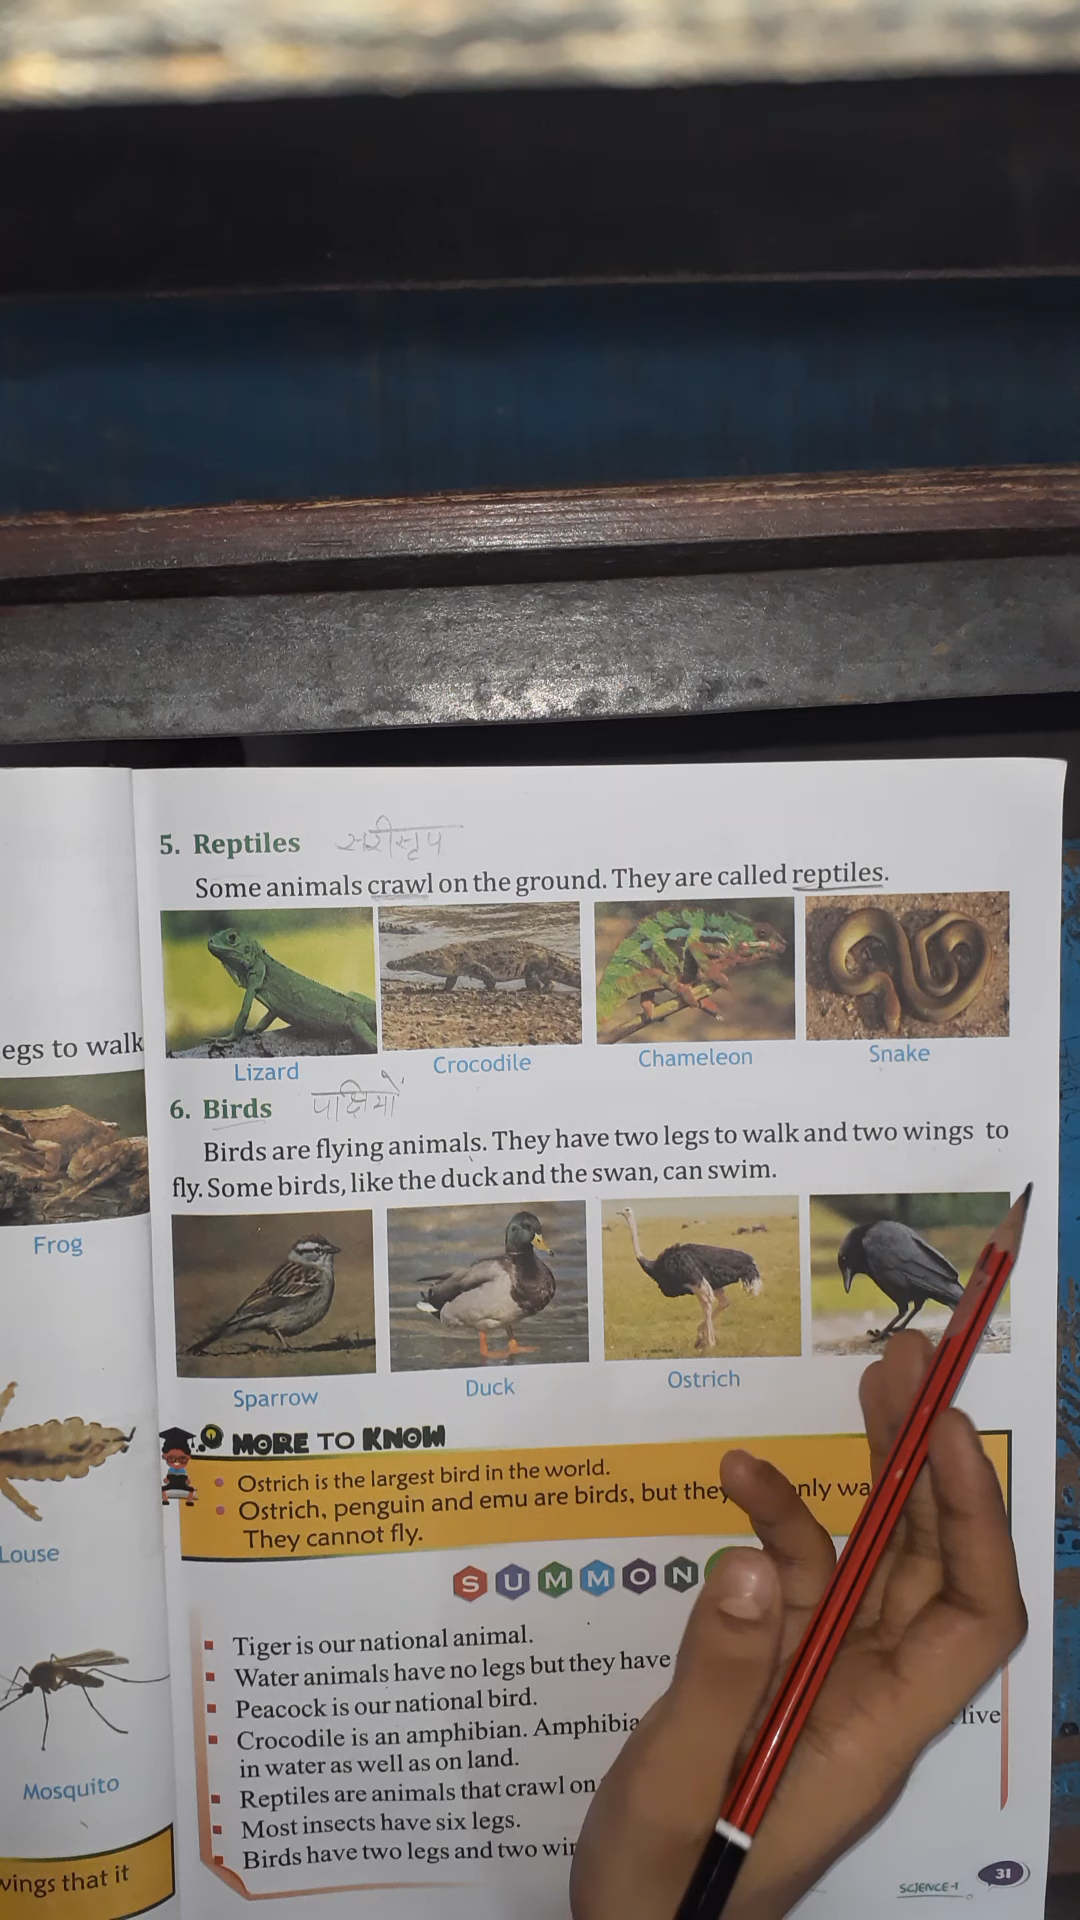 egs to walk
Frog
Louse
Mosquito
wings that it
5. Reptiles सरीसृप
Some animals crawl on the ground. They are called reptiles.
Lizard Crocodile Chameleon Snake
6. Birds पक्षियों
Birds are flying animals. They have two legs to walk and two wings to
fly. Some birds, like the duck and the swan, can swim.
Sparrow Duck Ostrich
MORE TO KNOW
• Ostrich is the largest bird in the world.
• Ostrich, penguin and emu are birds, but they
They cannot fly.
SUMMON
Tiger is our national animal.
Water animals have no legs but they have
Peacock is our national bird.
Crocodile is an amphibian. live
in water as well as on land.
Reptiles are animals that crawl on
Most insects have six legs.
Birds have two legs and two
SCIENCE-1 31